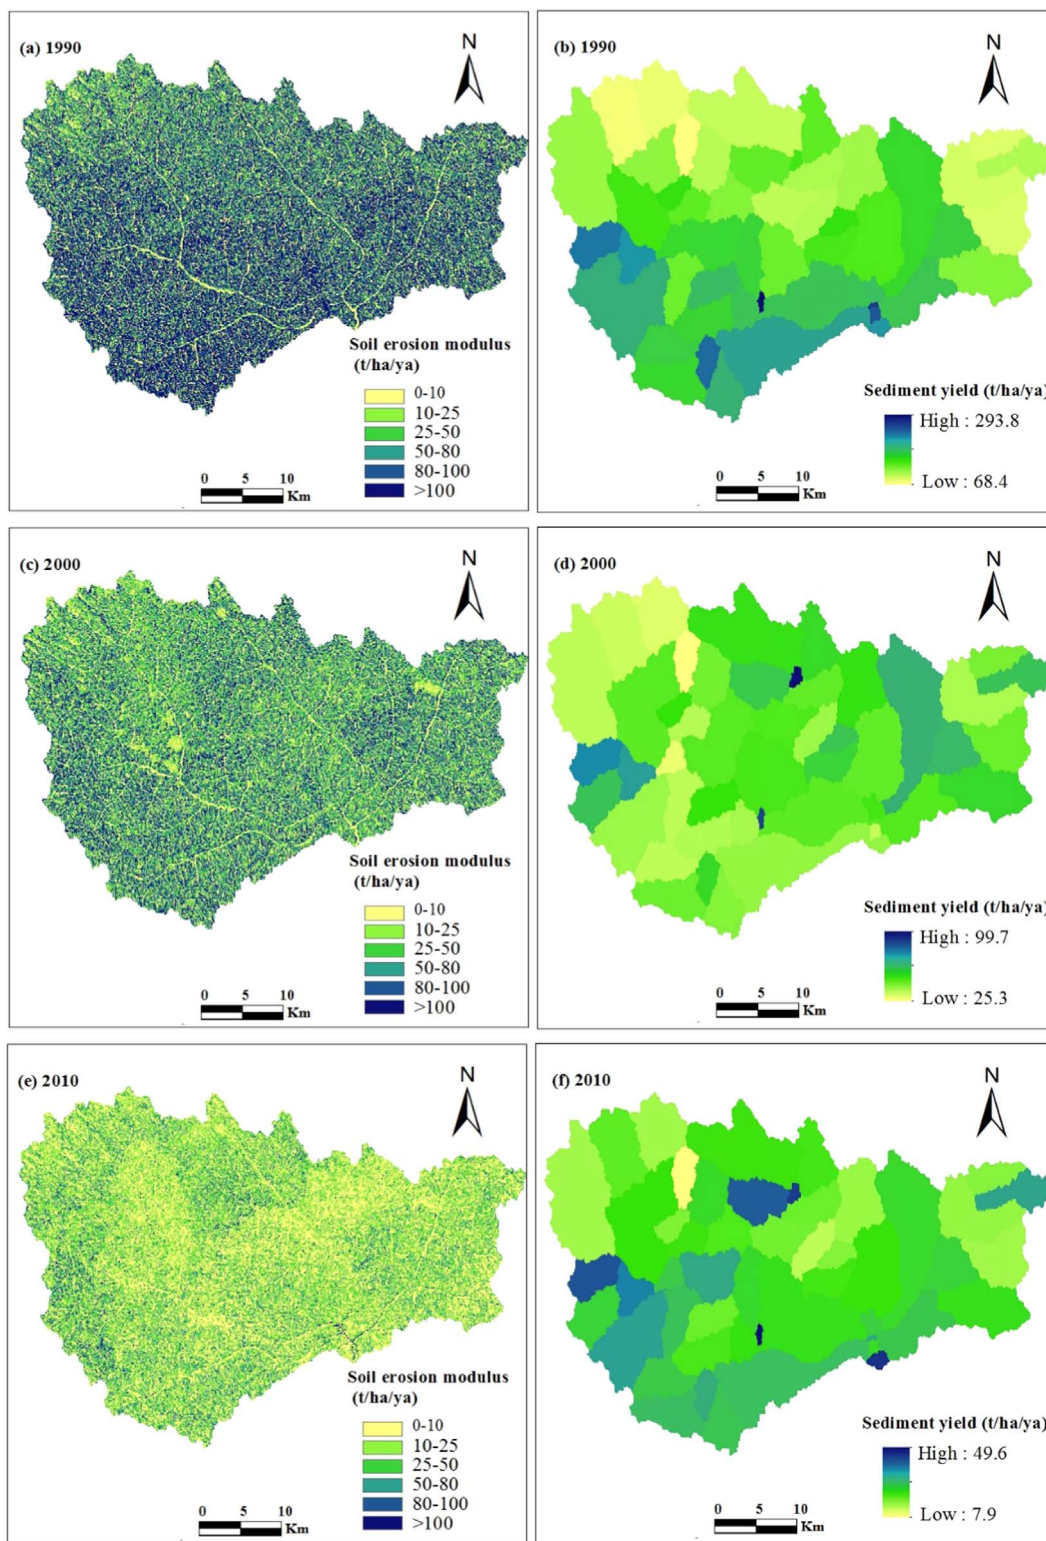 (a) 1990
N
Soil erosion modulus
(t/ha/ya)
0-10
10-25
25-50
50-80
80-100
>100
0 5 10
Km
(b) 1990
N
Sediment yield (t/ha/ya)
High : 293.8
Low : 68.4
0 5 10
Km
(c) 2000
N
Soil erosion modulus
(t/ha/ya)
0-10
10-25
25-50
50-80
80-100
>100
0 5 10
Km
(d) 2000
N
Sediment yield (t/ha/ya)
High : 99.7
Low : 25.3
0 5 10
Km
(e) 2010
N
Soil erosion modulus
(t/ha/ya)
0-10
10-25
25-50
50-80
80-100
>100
0 5 10
Km
(f) 2010
N
Sediment yield (t/ha/ya)
High : 49.6
Low : 7.9
0 5 10
Km